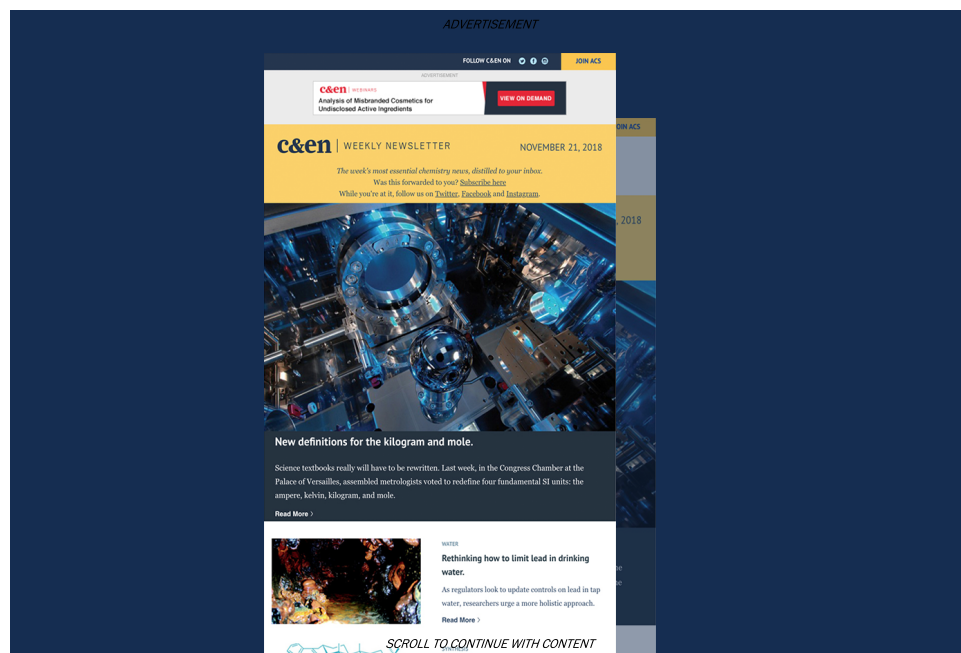 ADVERTISEMENT
FOLLOW C&EN ON
JOIN ACS
ADVERTISEMENT
c&en | WEBINARS
Analysis of Misbranded Cosmetics for
Undisclosed Active Ingredients
VIEW ON DEMAND
JOIN ACS
c&en | WEEKLY NEWSLETTER
NOVEMBER 21, 2018
, 2018
The week's most essential chemistry news, distilled to your inbox.
Was this forwarded to you? Subscribe here
While you're at it, follow us on Twitter, Facebook and Instagram.
New definitions for the kilogram and mole.
Science textbooks really will have to be rewritten. Last week, in the Congress Chamber at the
Palace of Versailles, assembled metrologists voted to redefine four fundamental SI units: the
ampere, kelvin, kilogram, and mole.
Read More 〉
WATER
Rethinking how to limit lead in drinking
water.
As regulators look to update controls on lead in tap
water, researchers urge a more holistic approach.
Read More 〉
SCROLL TO CONTINUE WITH CONTENT
SYNTHESIS